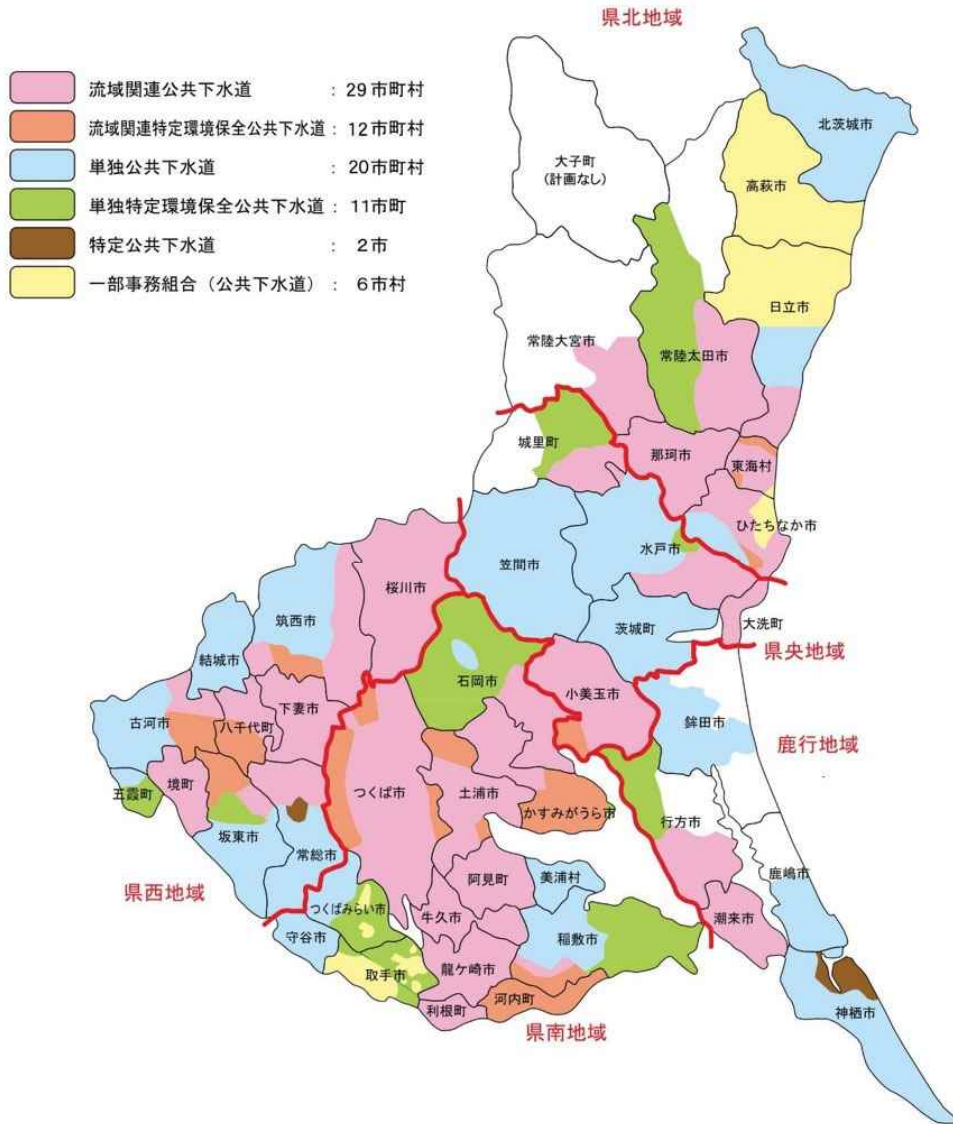 県北地域
流域関連公共下水道 : 29市町村
流域関連特定環境保全公共下水道 : 12市町村
単独公共下水道 : 20市町村
単独特定環境保全公共下水道 : 11市町
特定公共下水道 : 2市
一部事務組合（公共下水道） : 6市村
北茨城市
大子町
(計画なし)
高萩市
日立市
常陸大宮市
常陸太田市
城里町
那珂市
東海村
ひたちなか市
水戸市
笠間市
桜川市
筑西市
茨城町
大洗町
県央地域
結城市
石岡市
小美玉市
下妻市
古河市
八千代町
鉾田市
鹿行地域
境町
五霞町
つくば市
土浦市
かすみがうら市
行方市
坂東市
常総市
阿見町
美浦村
鹿嶋市
県西地域
つくばみらい市
牛久市
潮来市
守谷市
稲敷市
取手市
龍ケ崎市
河内町
利根町
神栖市
県南地域